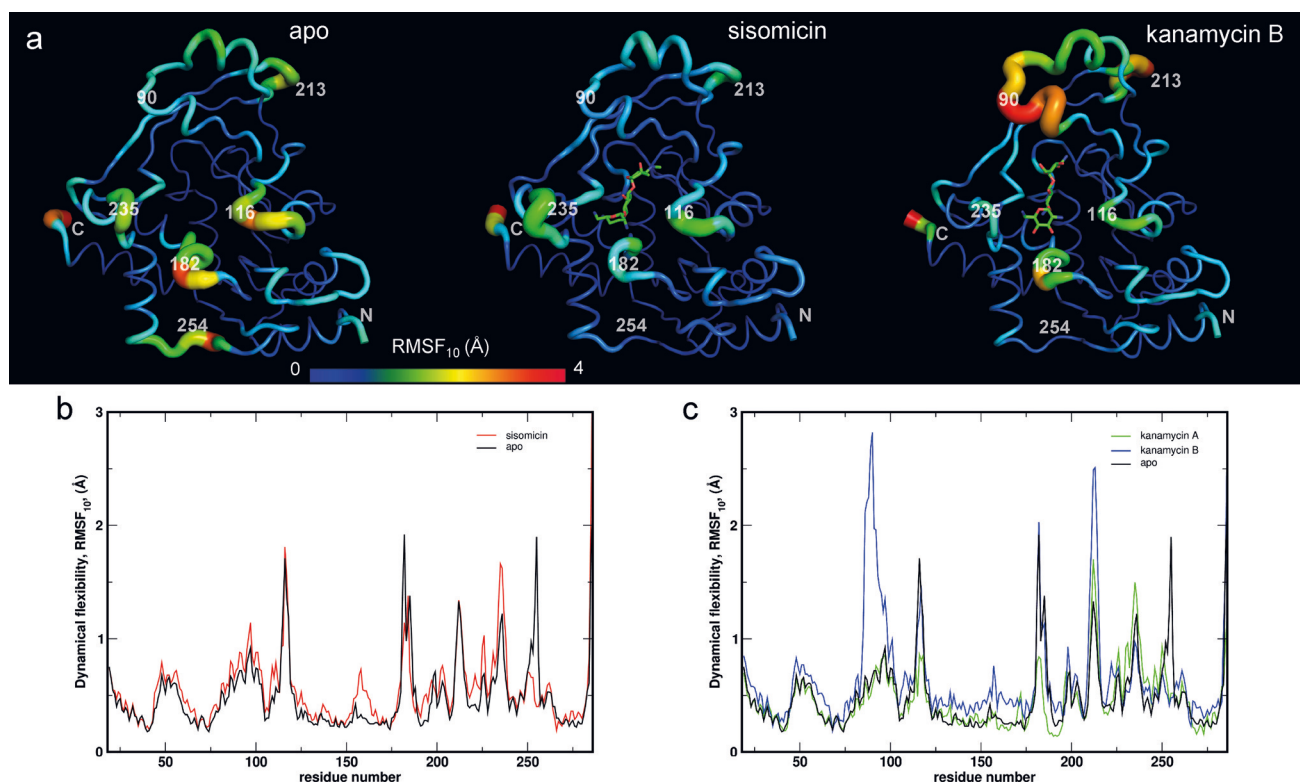 a
apo
sisomicin
kanamycin B
90
213
235
116
C
182
254
N
90
213
235
116
C
182
254
N
90
213
235
116
C
182
254
N
RMSF10 (Å)
0
4
b
Dynamical flexibility, RMSF10, (Å)
3
2
1
0
50
100
150
200
250
residue number
sisomicin
apo
c
Dynamical flexibility, RMSF10, (Å)
3
2
1
0
50
100
150
200
250
residue number
kanamycin A
kanamycin B
apo